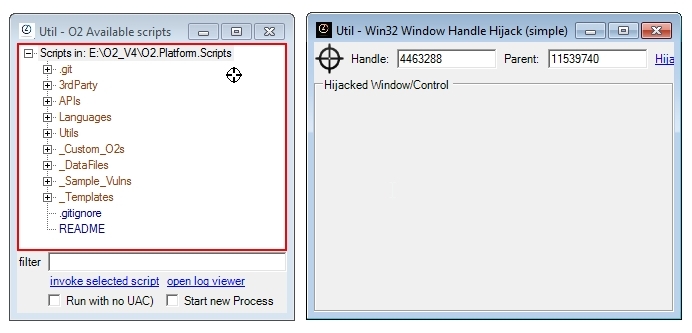 Util - O2 Available scripts
Scripts in: E:\O2_V4\O2.Platform.Scripts
.git
3rdParty
APIs
Languages
Utils
_Custom_O2s
_DataFiles
_Sample_Vulns
_Templates
.gitignore
README
filter
invoke selected script open log viewer
Run with no UAC) Start new Process
Util - Win32 Window Handle Hijack (simple)
Handle: 4463288 Parent: 11539740 Hija
Hijacked Window/Control